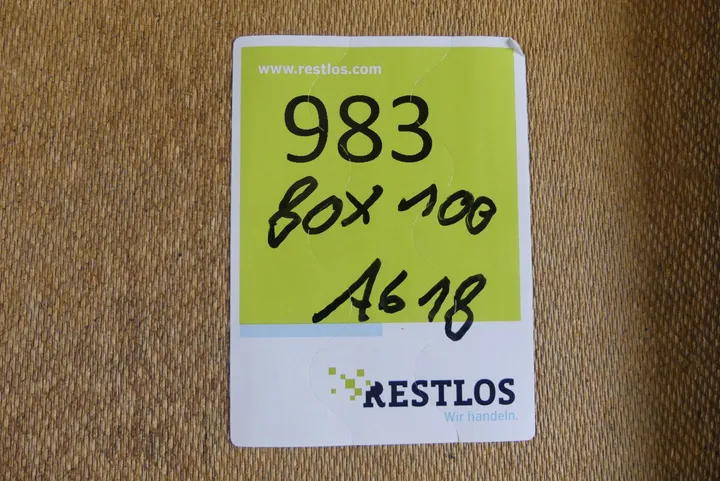 www.restlos.com
983
BOX 100
A618
RESTLOS
Wir handeln.